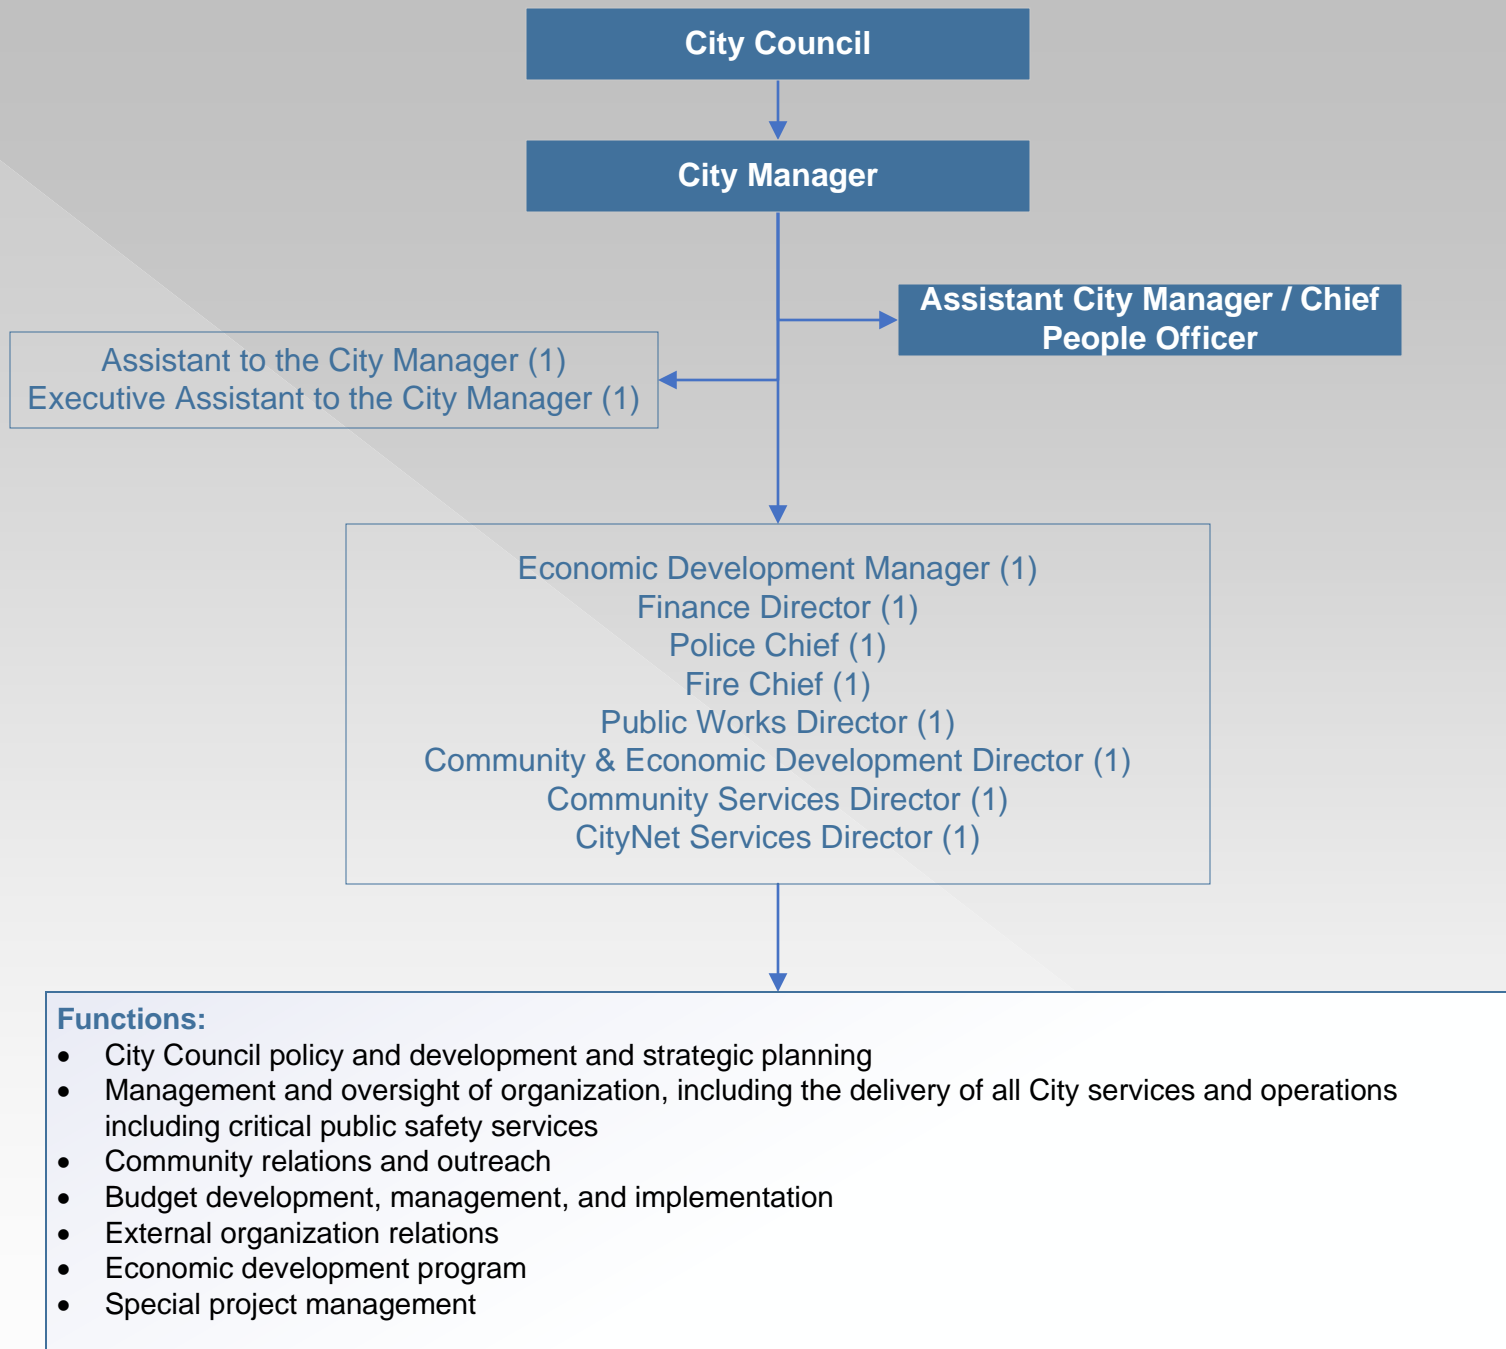 City Council
City Manager
Assistant City Manager / Chief
People Officer
Assistant to the City Manager (1)
Executive Assistant to the City Manager (1)
Economic Development Manager (1)
Finance Director (1)
Police Chief (1)
Fire Chief (1)
Public Works Director (1)
Community & Economic Development Director (1)
Community Services Director (1)
CityNet Services Director (1)
Functions:
• City Council policy and development and strategic planning
• Management and oversight of organization, including the delivery of all City services and operations
including critical public safety services
• Community relations and outreach
• Budget development, management, and implementation
• External organization relations
• Economic development program
• Special project management